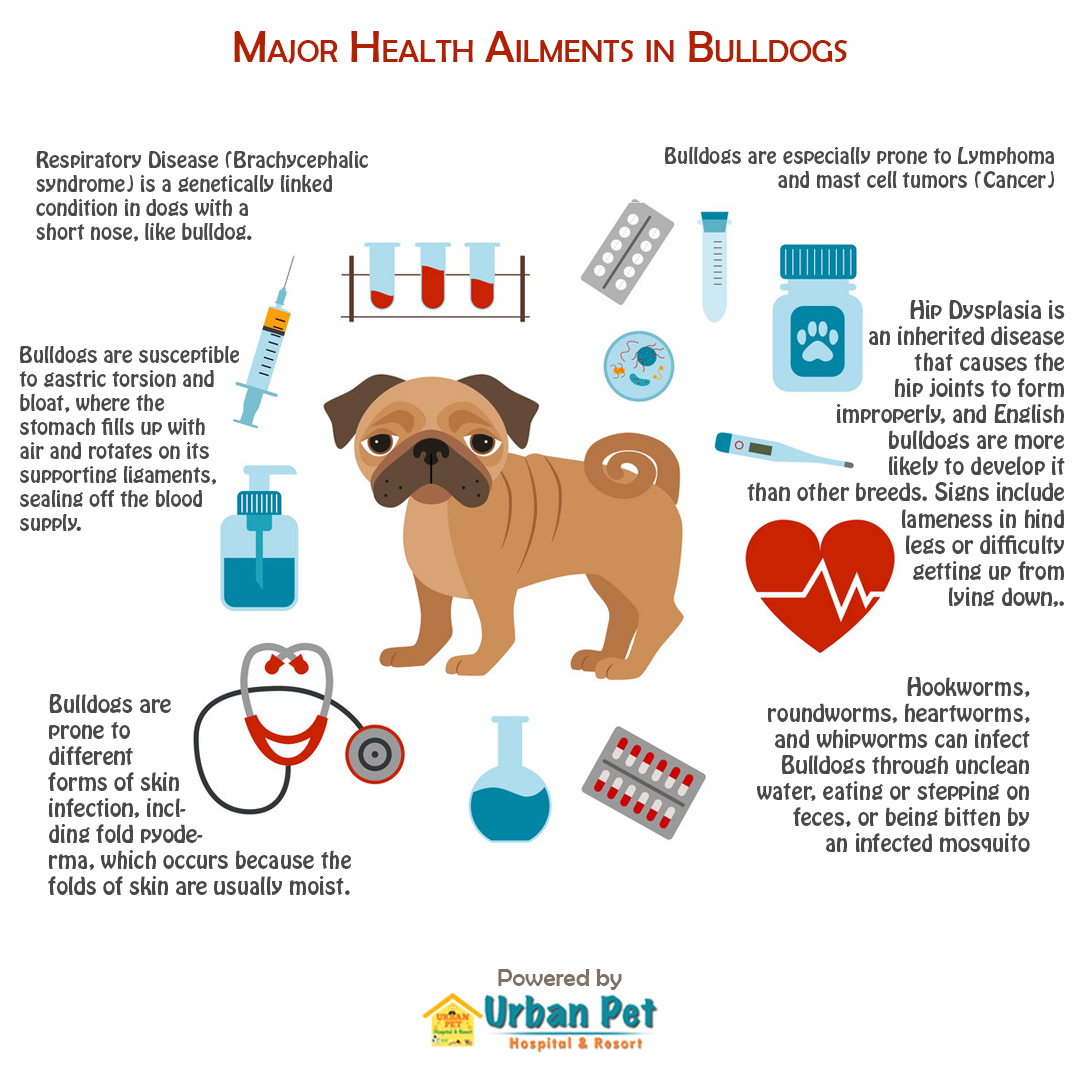 Major Health Ailments in Bulldogs
Respiratory Disease (Brachycephalic
syndrome) is a genetically linked
condition in dogs with a
short nose, like bulldog.
Bulldogs are especially prone to Lymphoma
and mast cell tumors (Cancer)
Bulldogs are susceptible
to gastric torsion and
bloat, where the
stomach fills up with
air and rotates on its
supporting ligaments,
sealing off the blood
supply.
Hip Dysplasia is
an inherited disease
that causes the
hip joints to form
improperly, and English
bulldogs are more
likely to develop it
than other breeds. Signs include
lameness in hind
legs or difficulty
getting up from
lying down,.
Bulldogs are
prone to
different
forms of skin
infection, incl-
ding fold pyode-
rma, which occurs because the
folds of skin are usually moist.
Hookworms,
roundworms, heartworms,
and whipworms can infect
Bulldogs through unclean
water, eating or stepping on
feces, or being bitten by
an infected mosquito
Powered by
URBAN
PET
Hospital & Resort
Urban Pet
Hospital & Resort